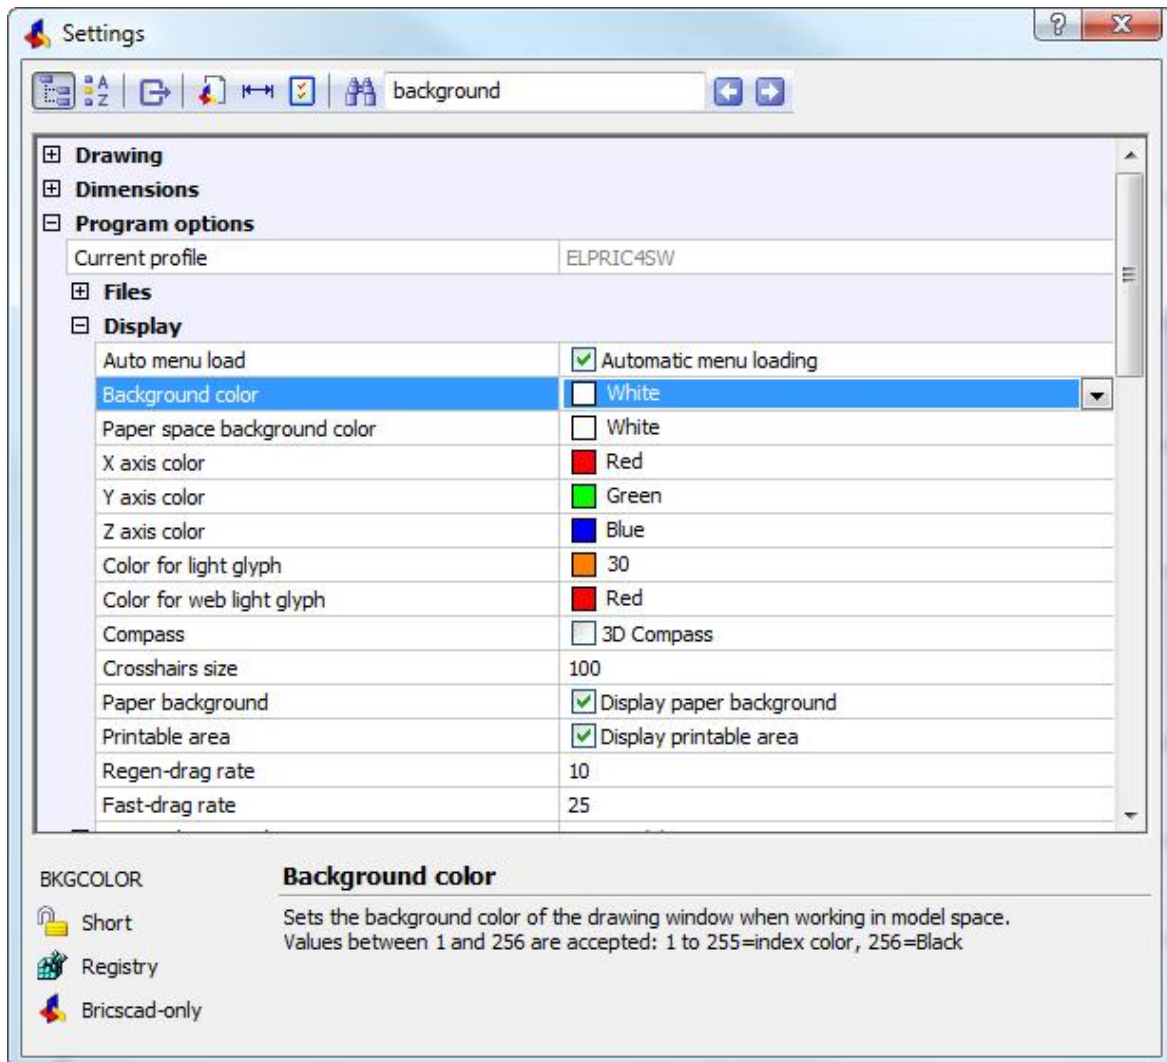 Settings
A Z background
Drawing
Dimensions
Program options
Current profile ELPRIC4SW
Files
Display
Auto menu load Automatic menu loading
Background color White
Paper space background color White
X axis color Red
Y axis color Green
Z axis color Blue
Color for light glyph 30
Color for web light glyph Red
Compass 3D Compass
Crosshairs size 100
Paper background Display paper background
Printable area Display printable area
Regen-drag rate 10
Fast-drag rate 25
BKGCOLOR Background color
Short Sets the background color of the drawing window when working in model space.
Values between 1 and 256 are accepted: 1 to 255=index color, 256=Black
Registry
Bricscad-only